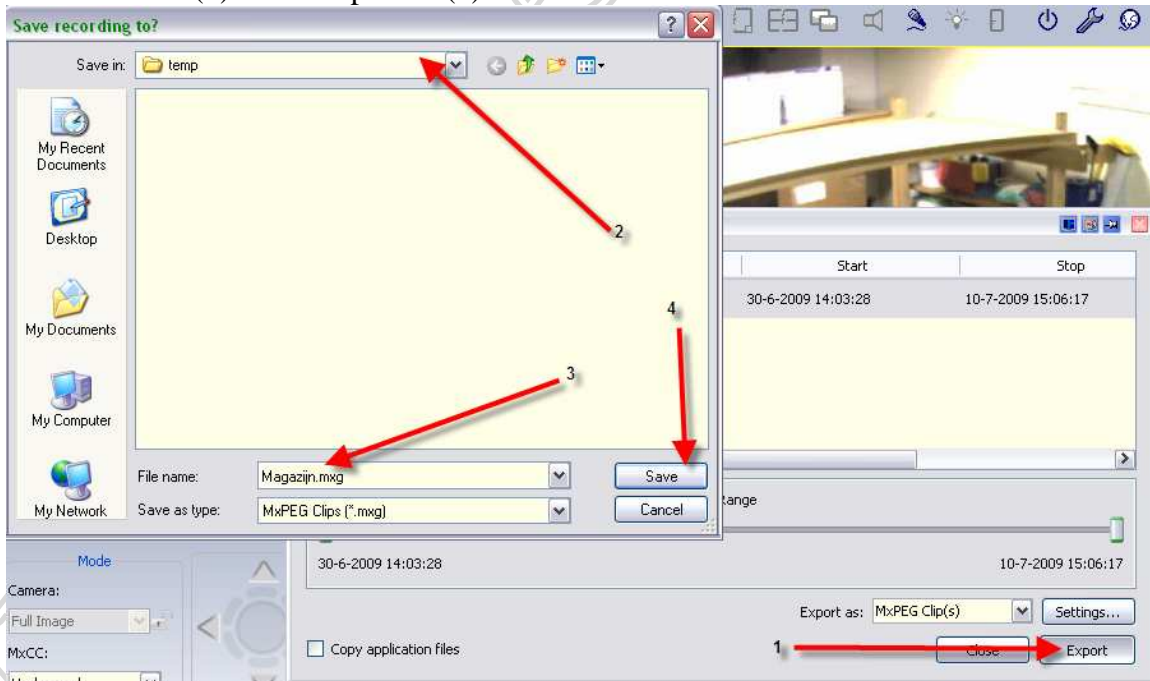 Save recording to?
Save in: temp
My Recent Documents
Desktop
My Documents
My Computer
My Network
2
3
4
File name: Magazijn.mxg
Save
Save as type: MxPEG Clips (*.mxg)
Cancel
Start Stop
30-6-2009 14:03:28 10-7-2009 15:06:17
Range
30-6-2009 14:03:28 10-7-2009 15:06:17
Mode
Camera:
Full Image
MxCC:
Export as: MxPEG Clip(s) Settings...
Copy application files
1
Close Export